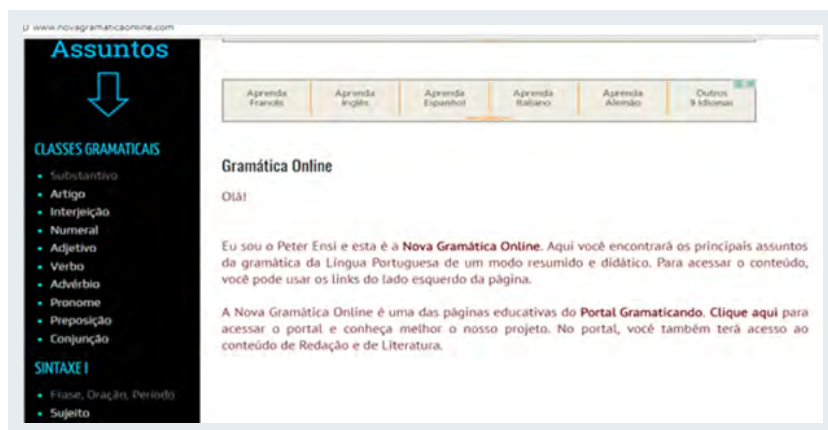 www.novagramaticaonline.com
Assuntos
CLASSES GRAMATICAIS
Substantivo
Artigo
Interjeição
Numeral
Adjetivo
Verbo
Advérbio
Pronome
Preposição
Conjunção
SINTAXE I
Frase, Oração, Período
Sujeito
Aprenda Francês
Aprenda Inglês
Aprenda Espanhol
Aprenda Italiano
Aprenda Alemão
Outros 9 Idiomas
Gramática Online
Olá!
Eu sou o Peter Ensi e esta é a Nova Gramática Online. Aqui você encontrará os principais assuntos
da gramática da Língua Portuguesa de um modo resumido e didático. Para acessar o conteúdo,
você pode usar os links do lado esquerdo da página.
A Nova Gramática Online é uma das páginas educativas do Portal Gramaticando. Clique aqui para
acessar o portal e conheça melhor o nosso projeto. No portal, você também terá acesso ao
conteúdo de Redação e de Literatura.